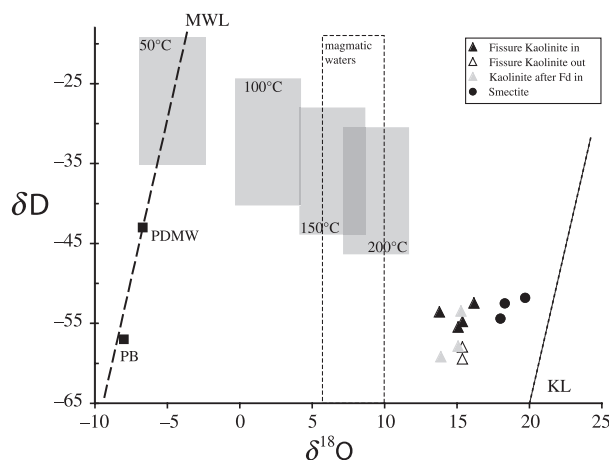 MWL
50°C
magmatic
waters
100°C
150°C
200°C
Fissure Kaolinite in
Fissure Kaolinite out
Kaolinite after Fd in
Smectite
−25
−35
−45
−55
−65
δD
PDMW
PB
KL
−10
−5
0
5
10
15
20
25
δ18O